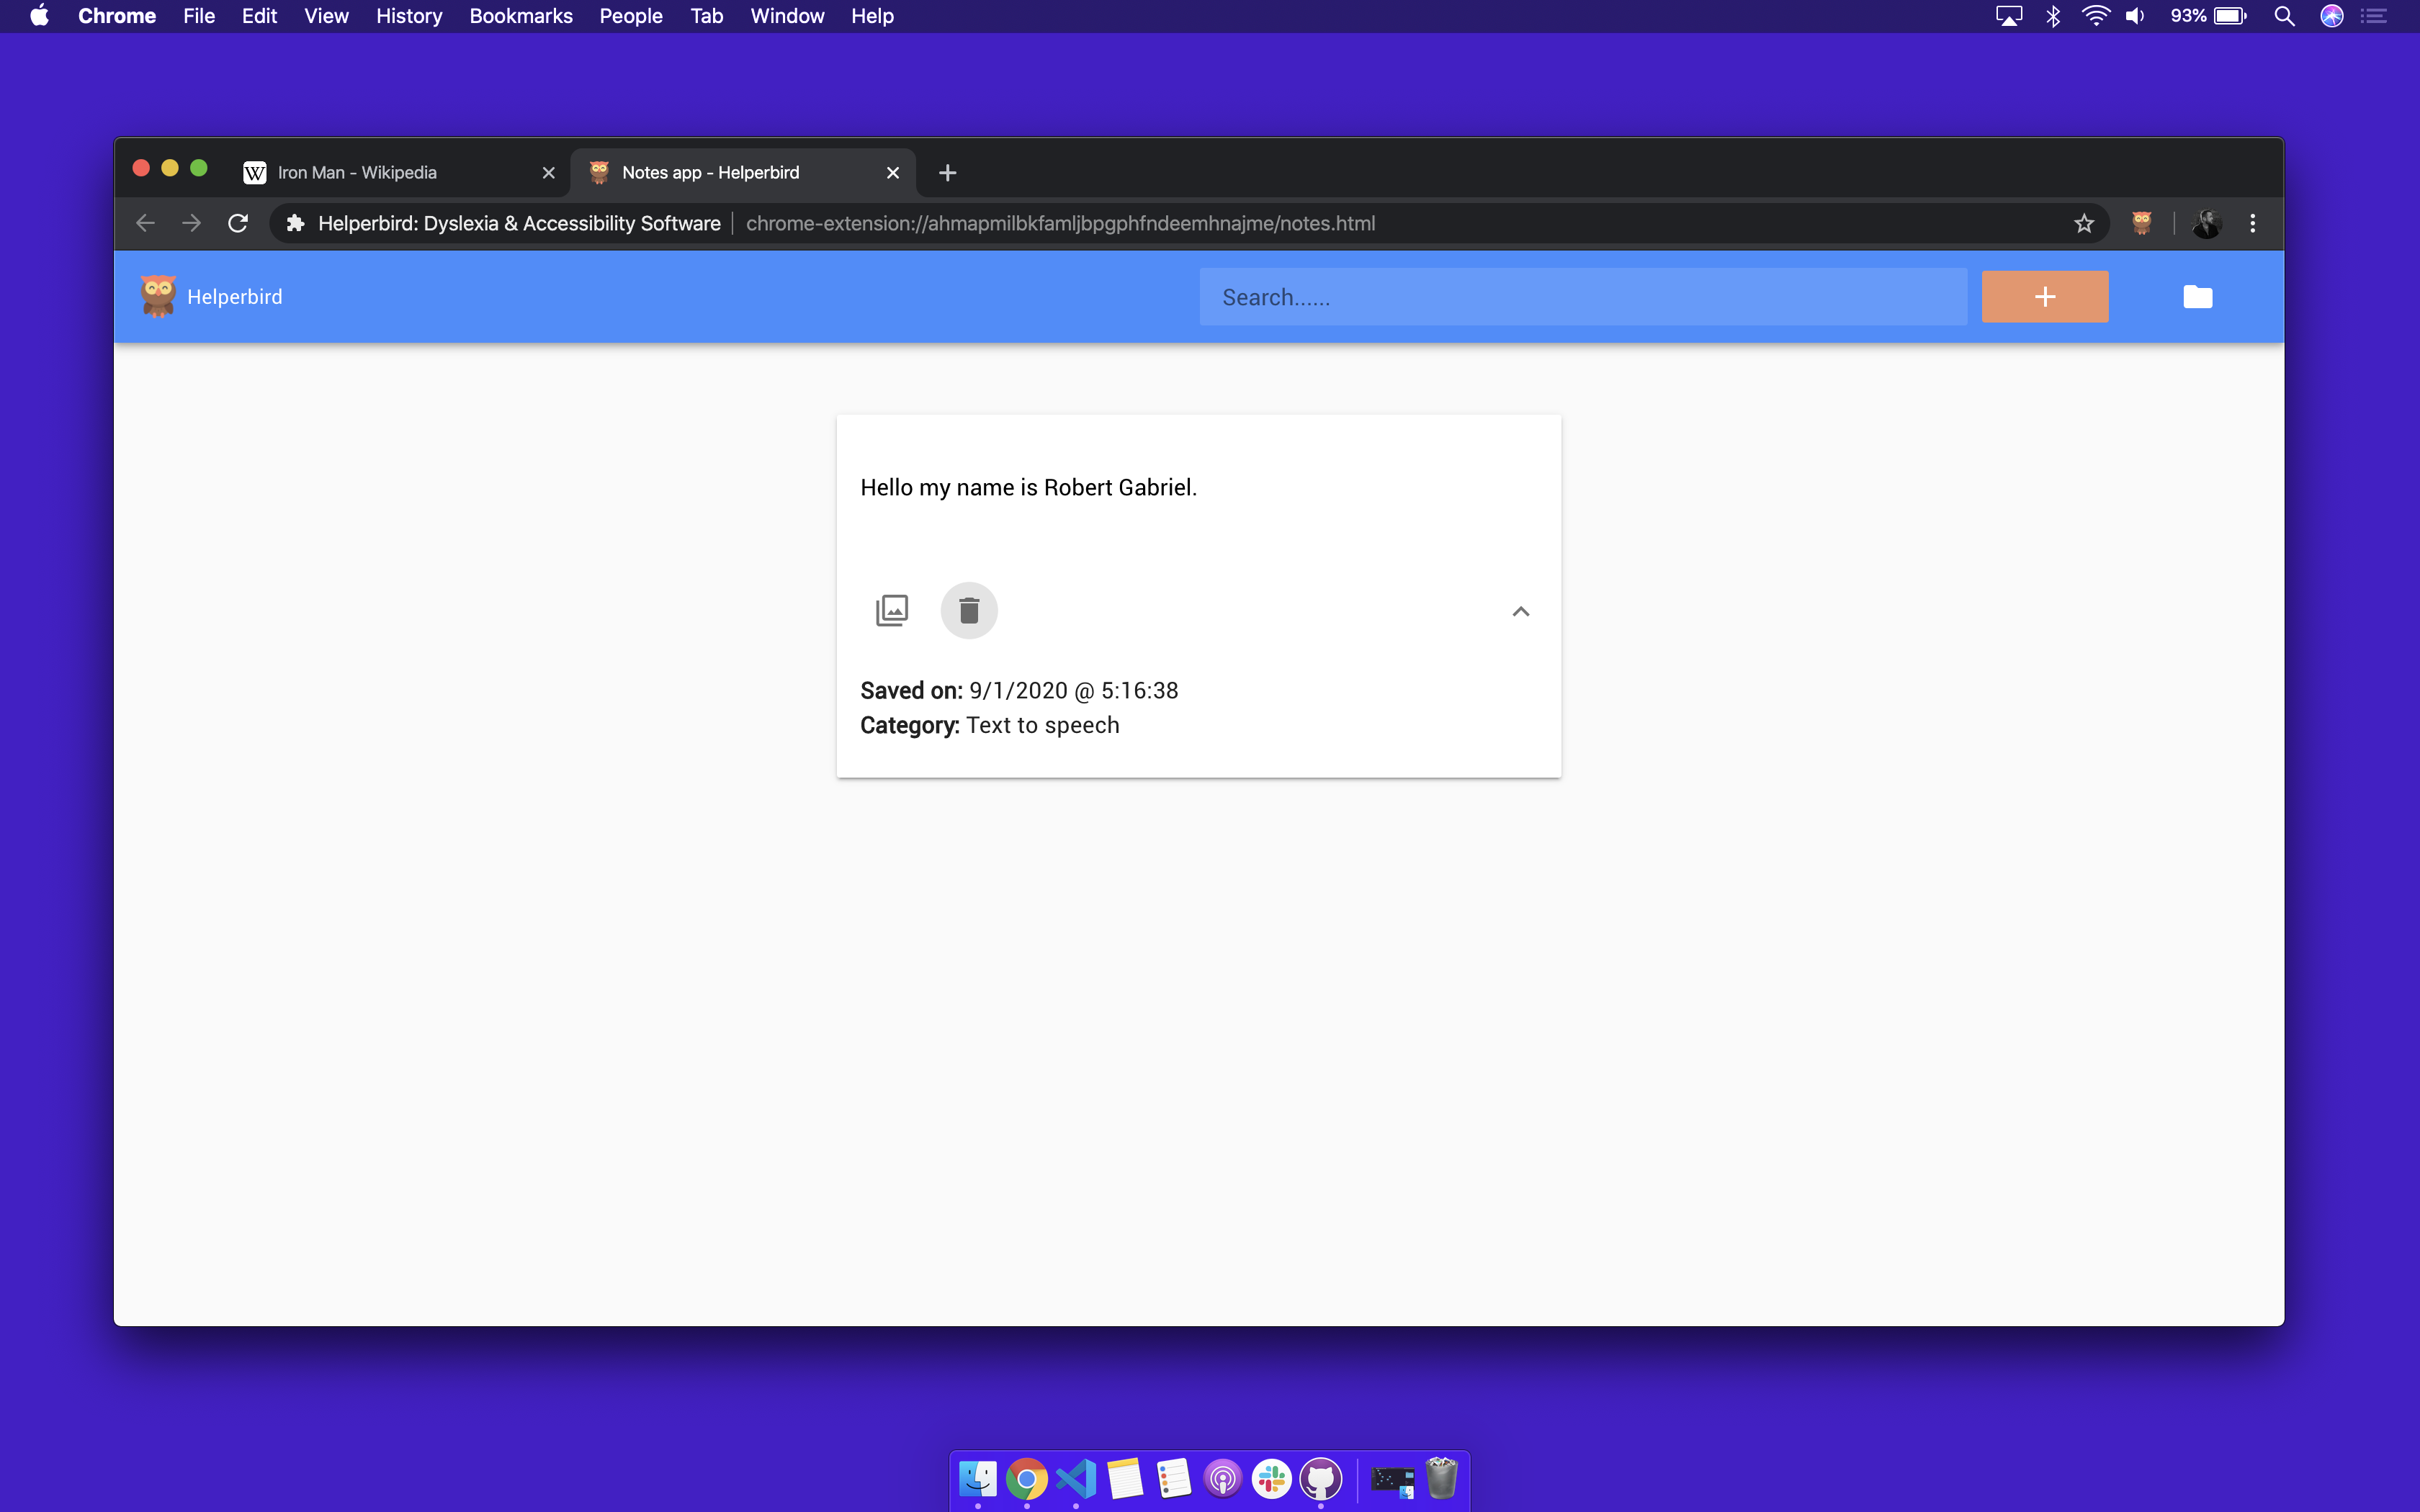 Chrome File Edit View History Bookmarks People Tab Window Help 93%
W Iron Man - Wikipedia Notes app - Helperbird
Helperbird: Dyslexia & Accessibility Software chrome-extension://ahmapmilbkfamljbpgphfndeemhnajme/notes.html
Helperbird Search......
Hello my name is Robert Gabriel.
Saved on: 9/1/2020 @ 5:16:38
Category: Text to speech